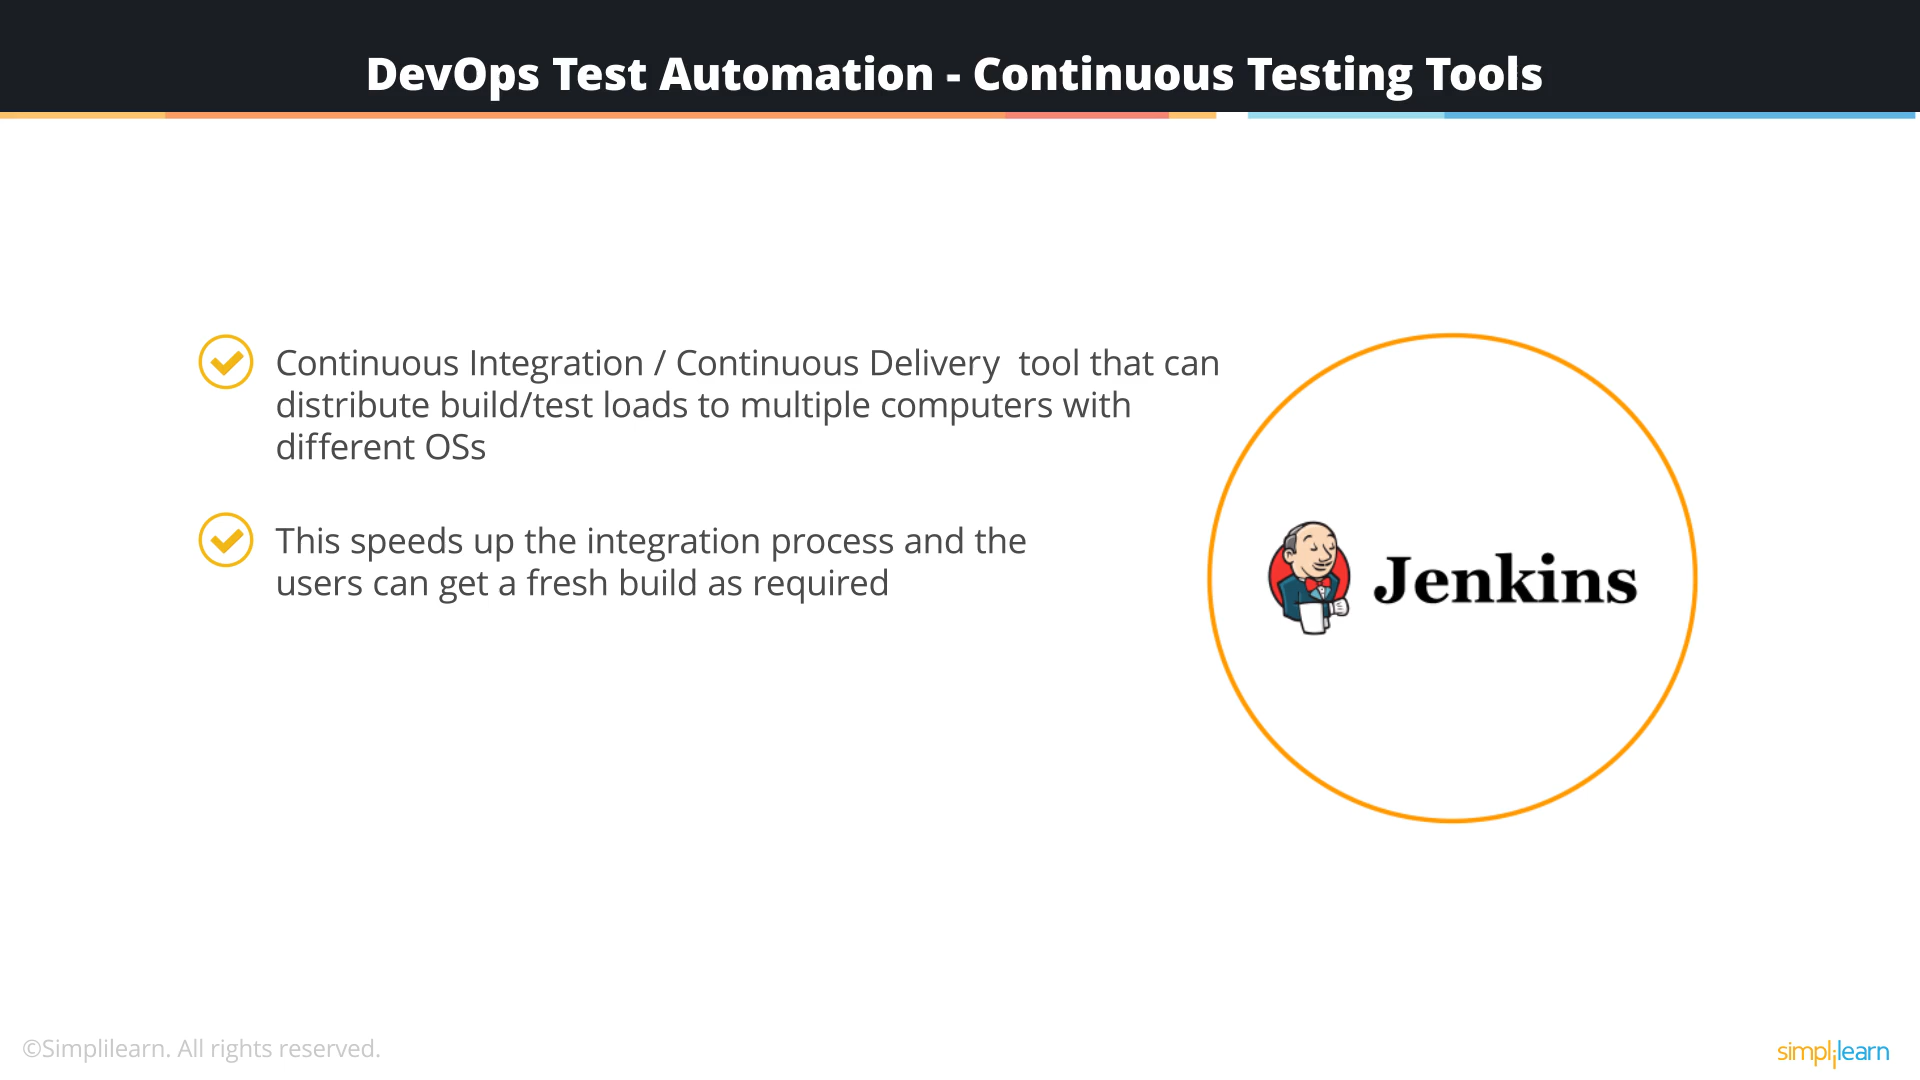 DevOps Test Automation - Continuous Testing Tools
Continuous Integration / Continuous Delivery  tool that can
distribute build/test loads to multiple computers with
different OSs
This speeds up the integration process and the
users can get a fresh build as required
Jenkins
©Simplilearn. All rights reserved.
simplilearn